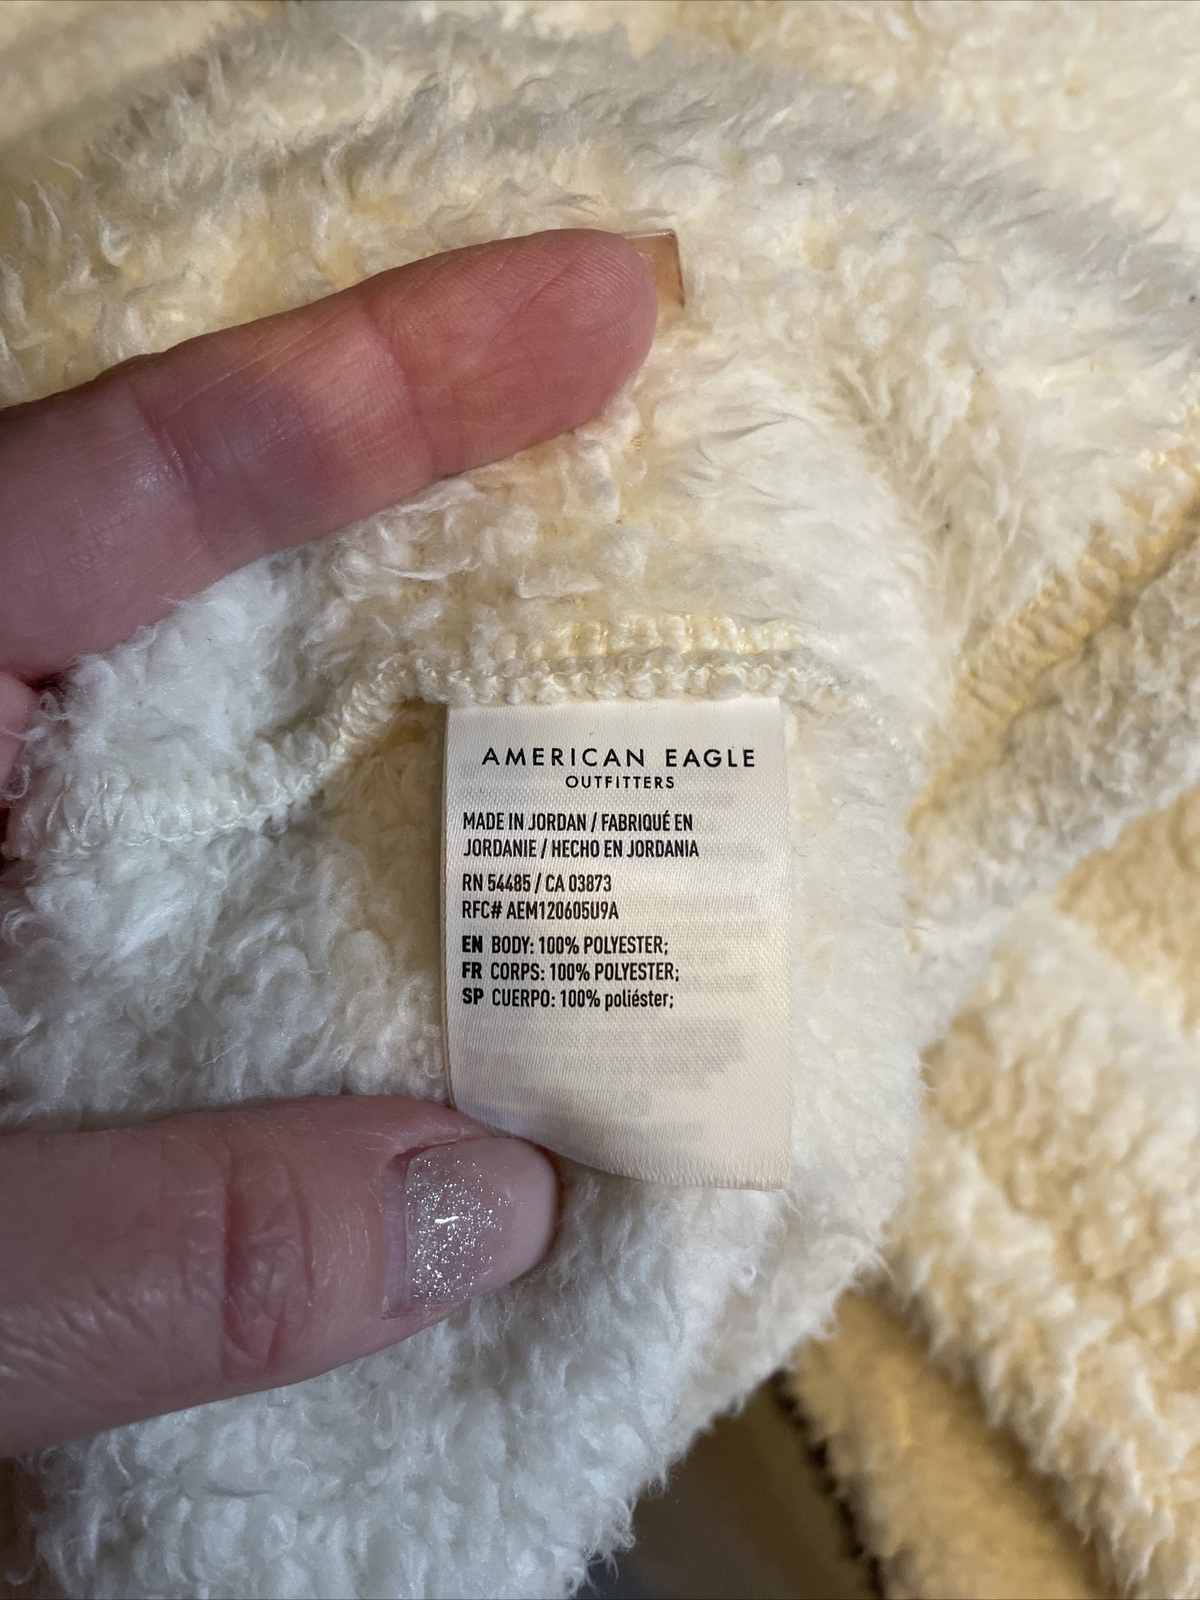 AMERICAN EAGLE
OUTFITTERS
MADE IN JORDAN / FABRIQUÉ EN
JORDANIE / HECHO EN JORDANIA
RN 54485 / CA 03873
RFC# AEM120605U9A
EN BODY: 100% POLYESTER;
FR CORPS: 100% POLYESTER;
SP CUERPO: 100% poliéster;